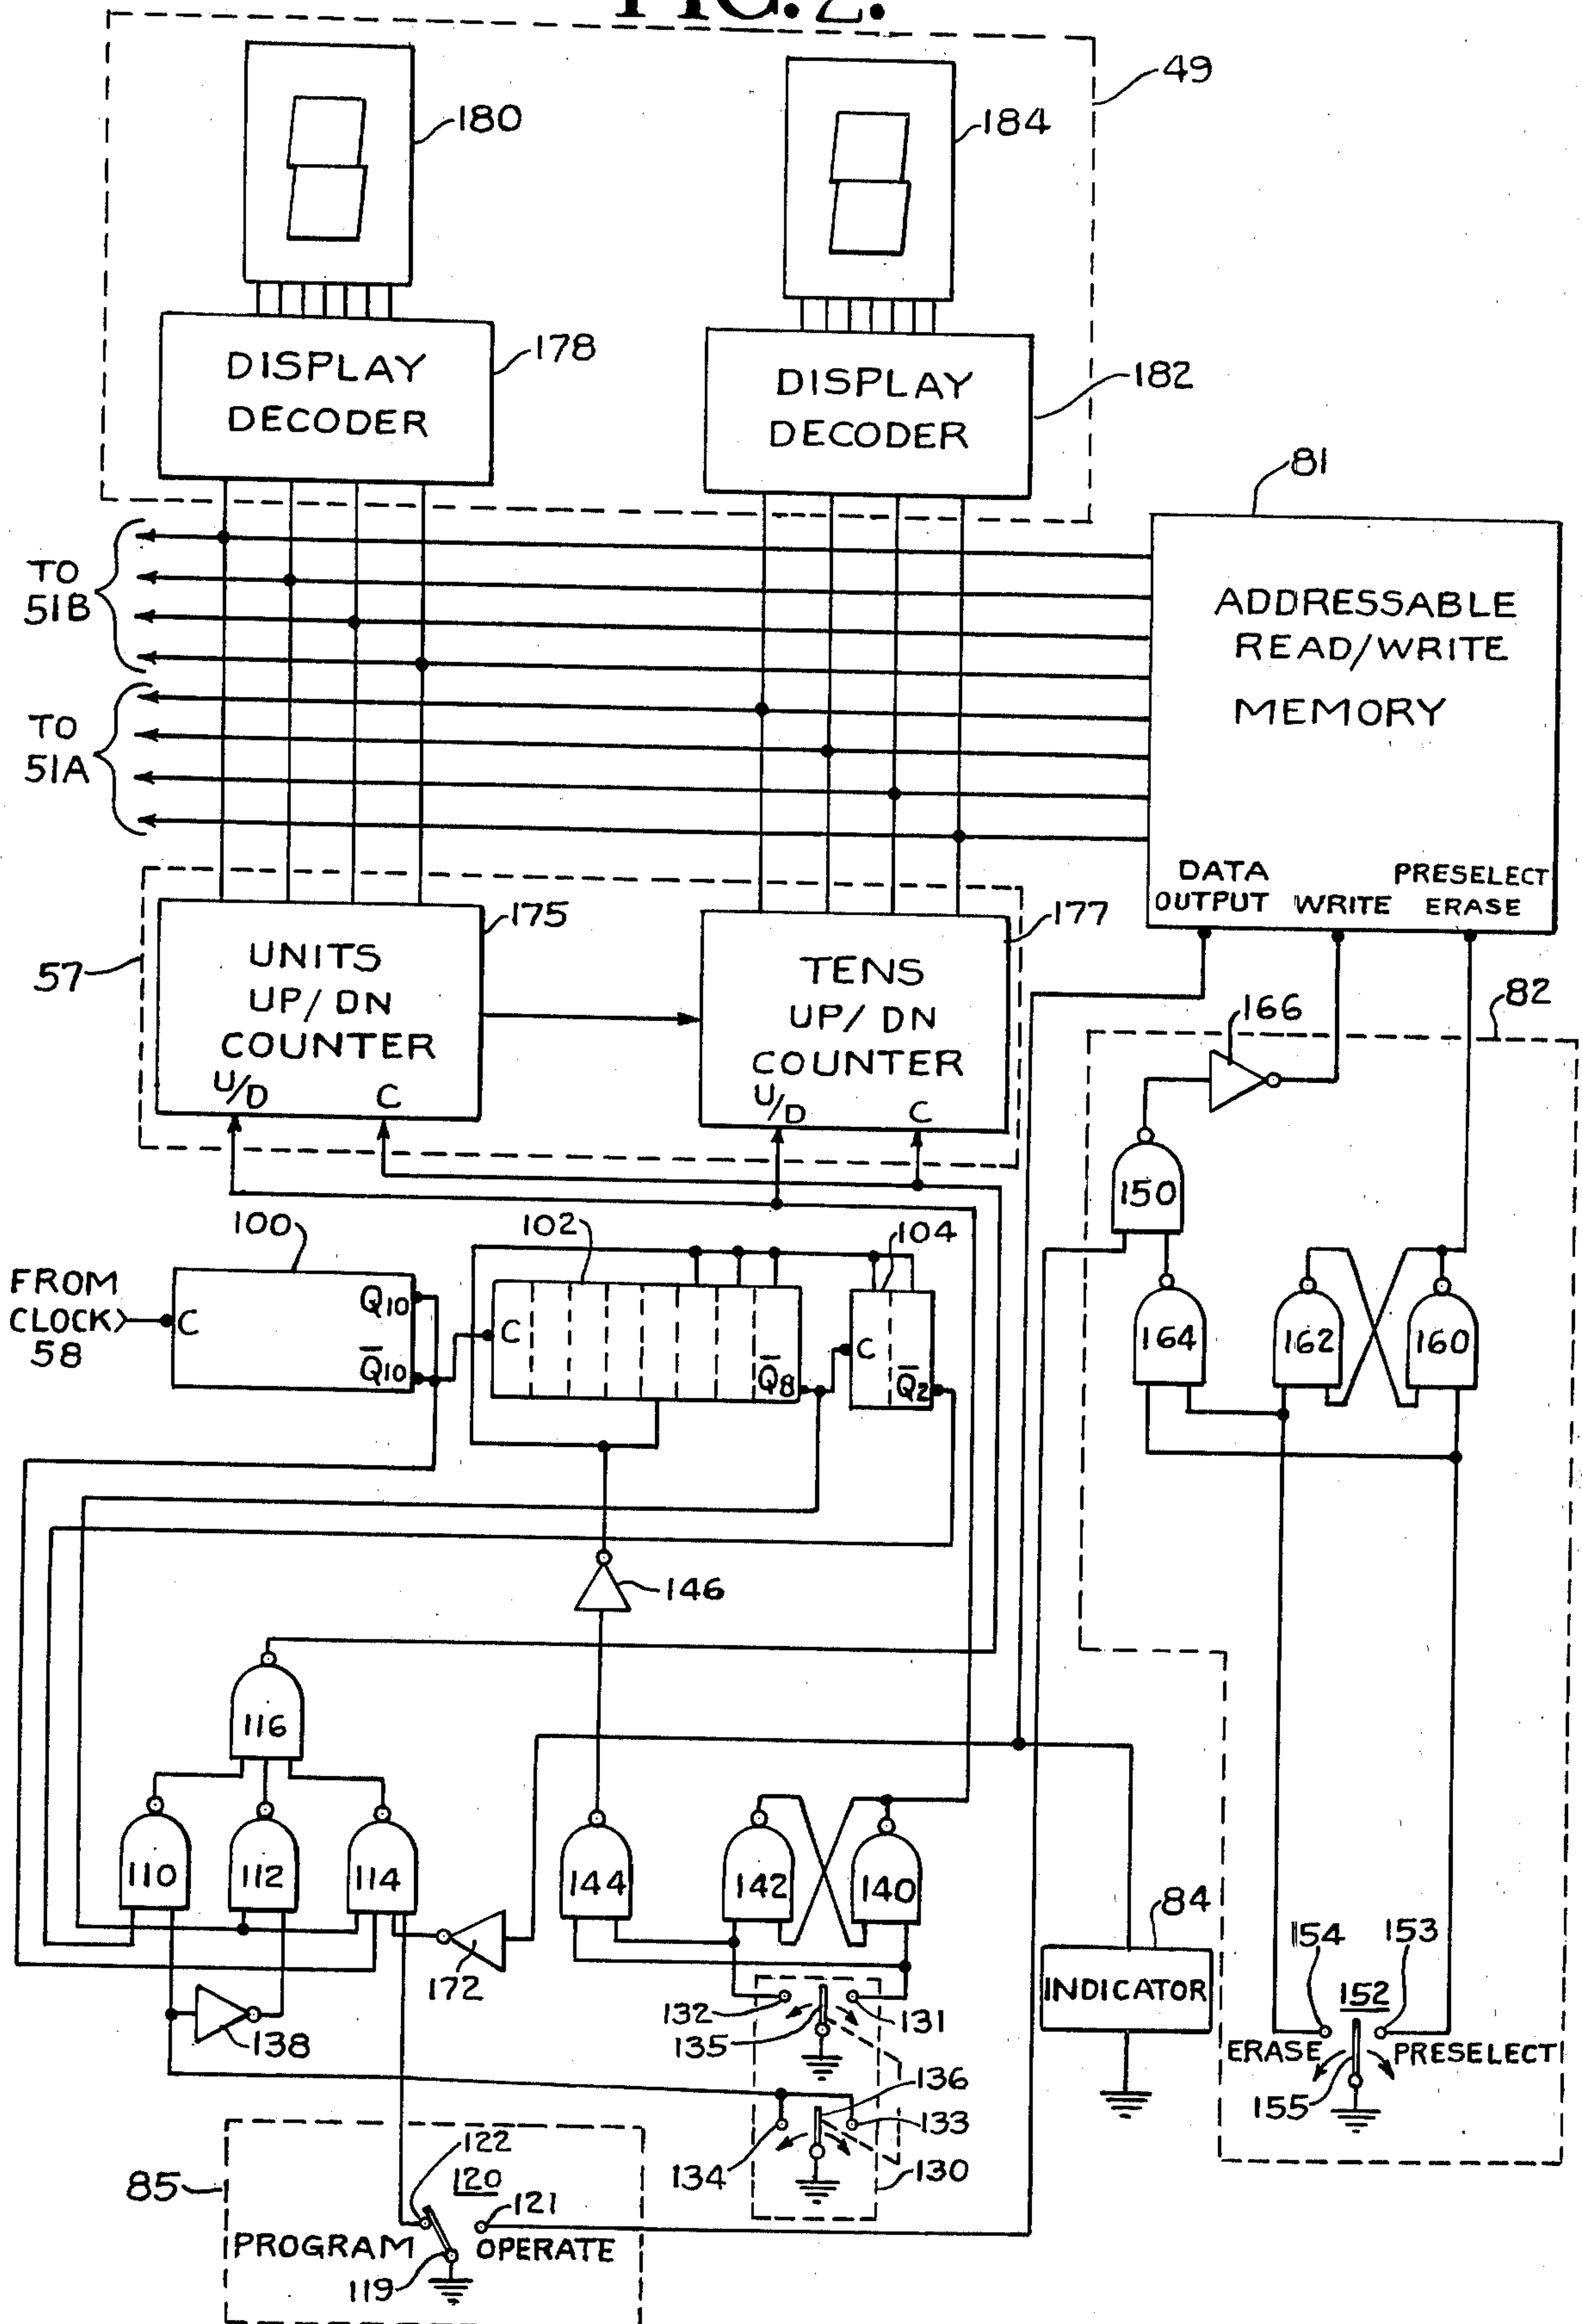 FIG. 2.
49
180
184
DISPLAY
DECODER
178
DISPLAY
DECODER
182
81
TO
51B
TO
51A
ADDRESSABLE
READ/WRITE
MEMORY
DATA
OUTPUT
WRITE
PRESELECT
ERASE
57
175
UNITS
UP/DN
COUNTER
U/D
C
177
TENS
UP/DN
COUNTER
U/D
C
82
166
150
100
102
104
FROM
CLOCK
58
C
Q10
Q̅10
C
Q̅8
C
Q̅2
164
162
160
146
116
110
112
114
144
142
140
172
138
84
INDICATOR
132
131
135
136
134
133
130
154
153
152
ERASE
PRESELECT
155
85
122
120
121
PROGRAM
OPERATE
119